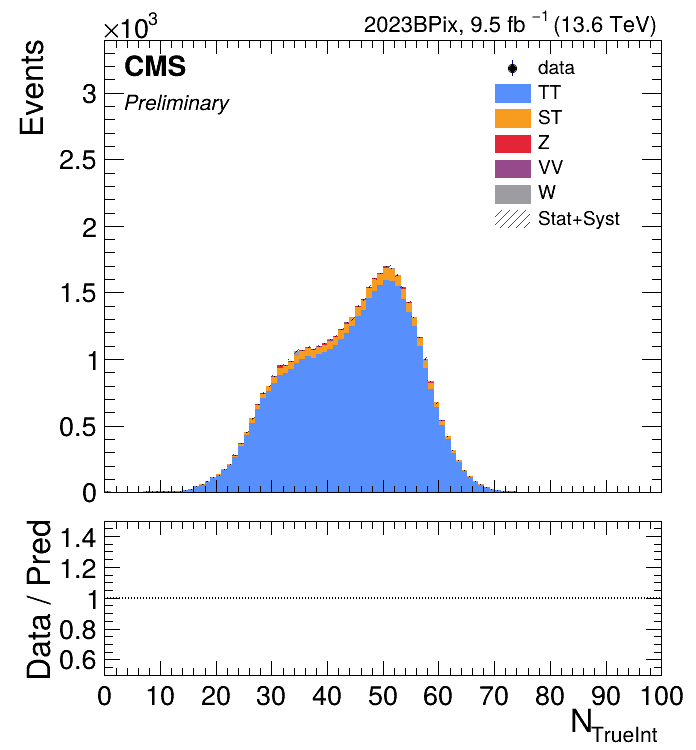 ×10³
2023BPix, 9.5 fb ⁻¹ (13.6 TeV)
CMS
Preliminary
Events
data
TT
ST
Z
VV
W
Stat+Syst
3
2.5
2
1.5
1
0.5
0
Data / Pred
1.4
1.2
1
0.8
0.6
0 10 20 30 40 50 60 70 80 90 100
N_TrueInt